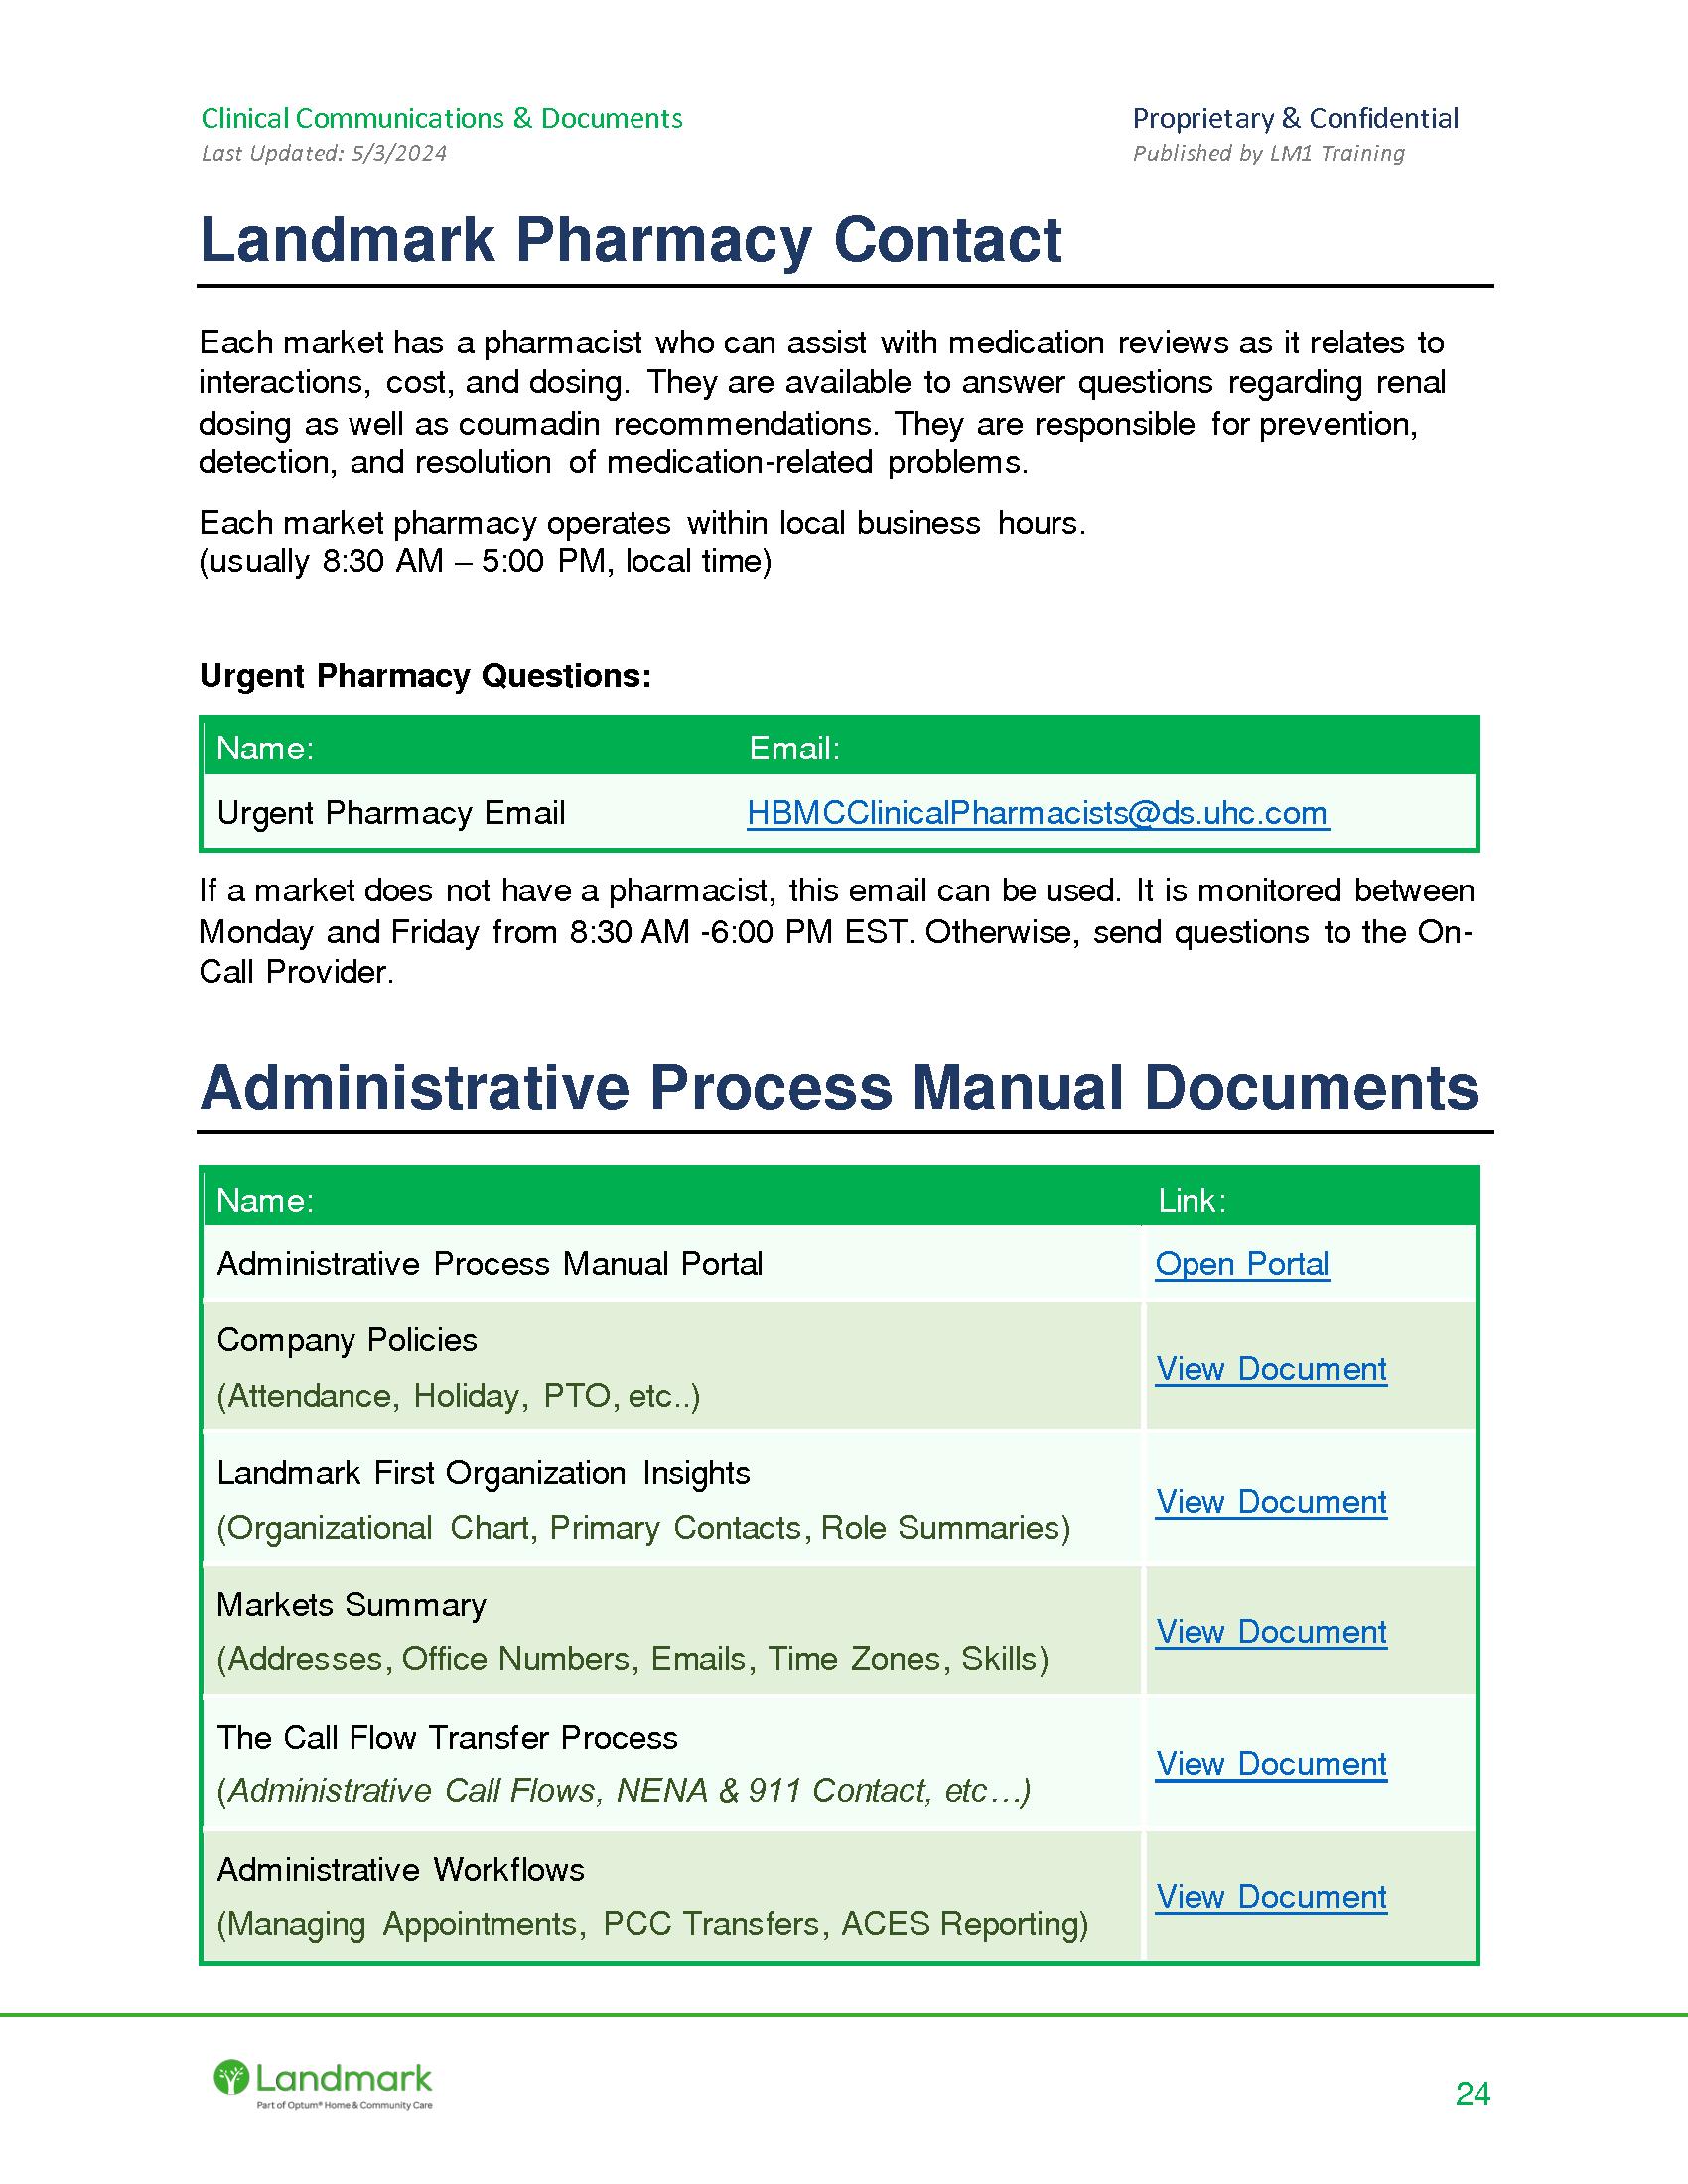 Clinical Communications & Documents
Proprietary & Confidential
Last Updated: 5/3/2024
Published by LM1 Training
Landmark Pharmacy Contact
Each market has a pharmacist who can assist with medication reviews as it relates to
interactions, cost, and dosing. They are available to answer questions regarding renal
dosing as well as coumadin recommendations. They are responsible for prevention,
detection, and resolution of medication-related problems.
Each market pharmacy operates within local business hours.
(usually 8:30 AM – 5:00 PM, local time)
Urgent Pharmacy Questions:
Name: Email:
Urgent Pharmacy Email HBMCClinicalPharmacists@ds.uhc.com
If a market does not have a pharmacist, this email can be used. It is monitored between
Monday and Friday from 8:30 AM -6:00 PM EST. Otherwise, send questions to the On-
Call Provider.
Administrative Process Manual Documents
Name: Link:
Administrative Process Manual Portal Open Portal
Company Policies
(Attendance, Holiday, PTO, etc..)
View Document
Landmark First Organization Insights
(Organizational Chart, Primary Contacts, Role Summaries)
View Document
Markets Summary
(Addresses, Office Numbers, Emails, Time Zones, Skills)
View Document
The Call Flow Transfer Process
(Administrative Call Flows, NENA & 911 Contact, etc…)
View Document
Administrative Workflows
(Managing Appointments, PCC Transfers, ACES Reporting)
View Document
Landmark
Part of Optum® Home & Community Care
24